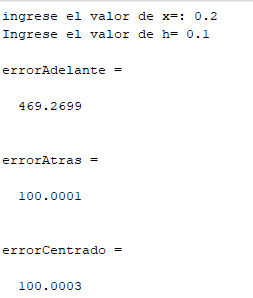 ingrese el valor de x=: 0.2
Ingrese el valor de h= 0.1
errorAdelante =
469.2699
errorAtras =
100.0001
errorCentrado =
100.0003